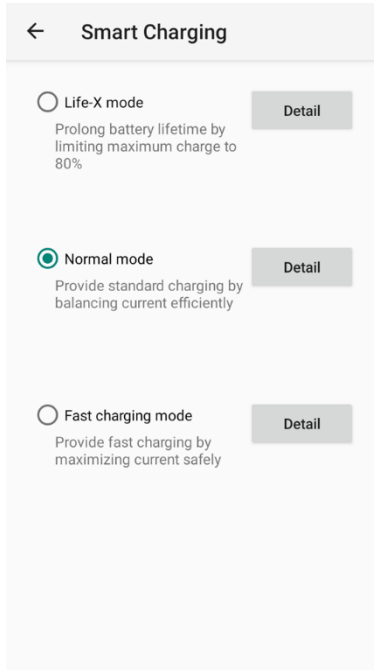 Smart Charging
Life-X mode
Detail
Prolong battery lifetime by
limiting maximum charge to
80%
Normal mode
Detail
Provide standard charging by
balancing current efficiently
Fast charging mode
Detail
Provide fast charging by
maximizing current safely